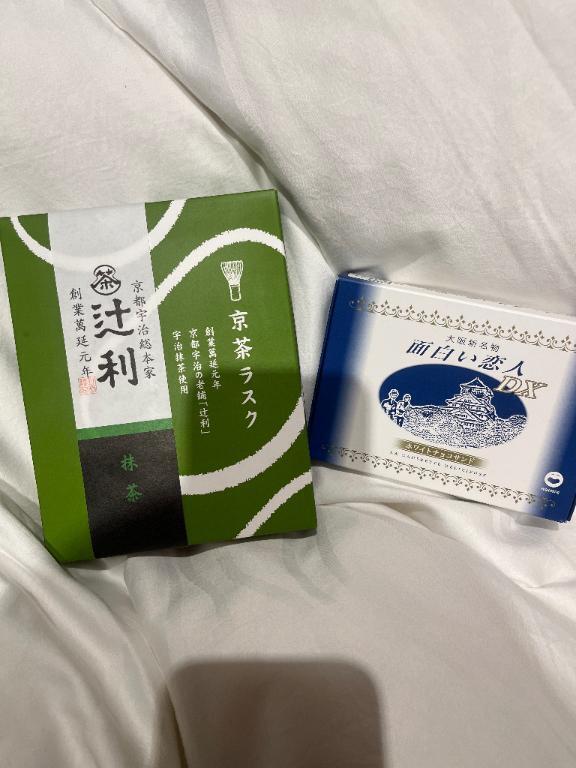 茶
辻利
京都宇治総本家
創業萬延元年
抹茶
京茶ラスク
創業萬延元年
京都宇治の老舗「辻利」
宇治抹茶使用
大阪新名物
面白い恋人
DX
ホワイトチョコサンド
LA GAUFRETTE DELICIEUSE